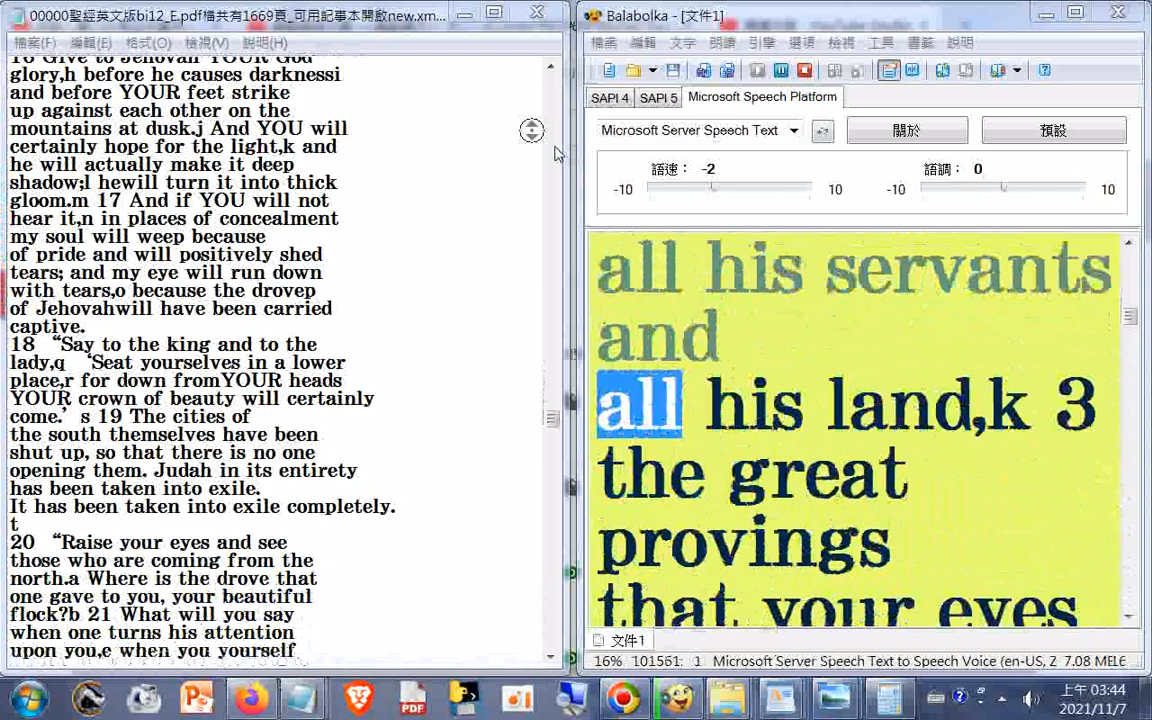 00000聖經英文版bi12_E.pdf檔共有1669頁_可用記事本開啟new.xm...
檔案(F) 編輯(E) 格式(O) 檢視(V) 說明(H)
16 Give to Jehovah YOUR God
glory,h before he causes darknessi
and before YOUR feet strike
up against each other on the
mountains at dusk.j And YOU will
certainly hope for the light,k and
he will actually make it deep
shadow;l hewill turn it into thick
gloom.m 17 And if YOU will not
hear it,n in places of concealment
my soul will weep because
of pride and will positively shed
tears; and my eye will run down
with tears,o because the drovep
of Jehovahwill have been carried
captive.
18 “Say to the king and to the
lady,q ‘Seat yourselves in a lower
place,r for down fromYOUR heads
YOUR crown of beauty will certainly
come.’ s 19 The cities of
the south themselves have been
shut up, so that there is no one
opening them. Judah in its entirety
has been taken into exile.
It has been taken into exile completely.
t
20 “Raise your eyes and see
those who are coming from the
north.a Where is the drove that
one gave to you, your beautiful
flock?b 21 What will you say
when one turns his attention
upon you,c when you yourself
Balabolka - [文件1]
檔案 編輯 文字 朗讀 引擎 選項 檢視 工具 書籤 說明
SAPI 4 SAPI 5 Microsoft Speech Platform
Microsoft Server Speech Text 關於 預設
語速： -2 語調： 0
-10 10 -10 10
all his servants
and
all his land,k 3
the great
provings
that your eyes
文件1
16% 101561: 1 Microsoft Server Speech Text to Speech Voice (en-US, 2 7.08 МЕL6
上午 03:44
2021/11/7